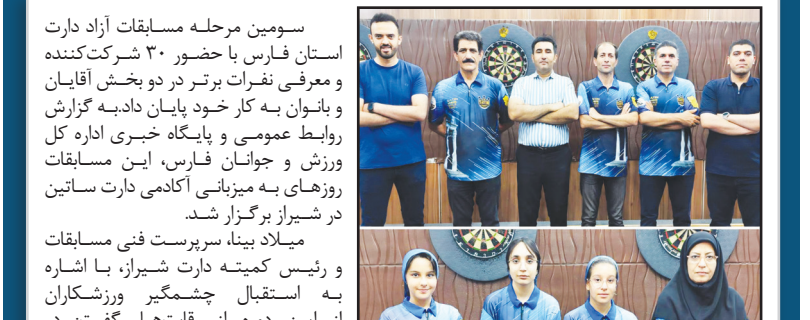 سومین مرحله مسابقات آزاد دارت
استان فارس با حضور ۳۰ شرکت‌کننده
و معرفی نفرات برتر در دو بخش آقایان
و بانوان به کار خود پایان داد.به گزارش
روابط عمومی و پایگاه خبری اداره کل
ورزش و جوانان فارس، این مسابقات
روزهای به میزبانی آکادمی دارت ساتین
در شیراز برگزار شد.
میلاد بینا، سرپرست فنی مسابقات
و رئیس کمیته دارت شیراز، با اشاره
به استقبال چشمگیر ورزشکاران